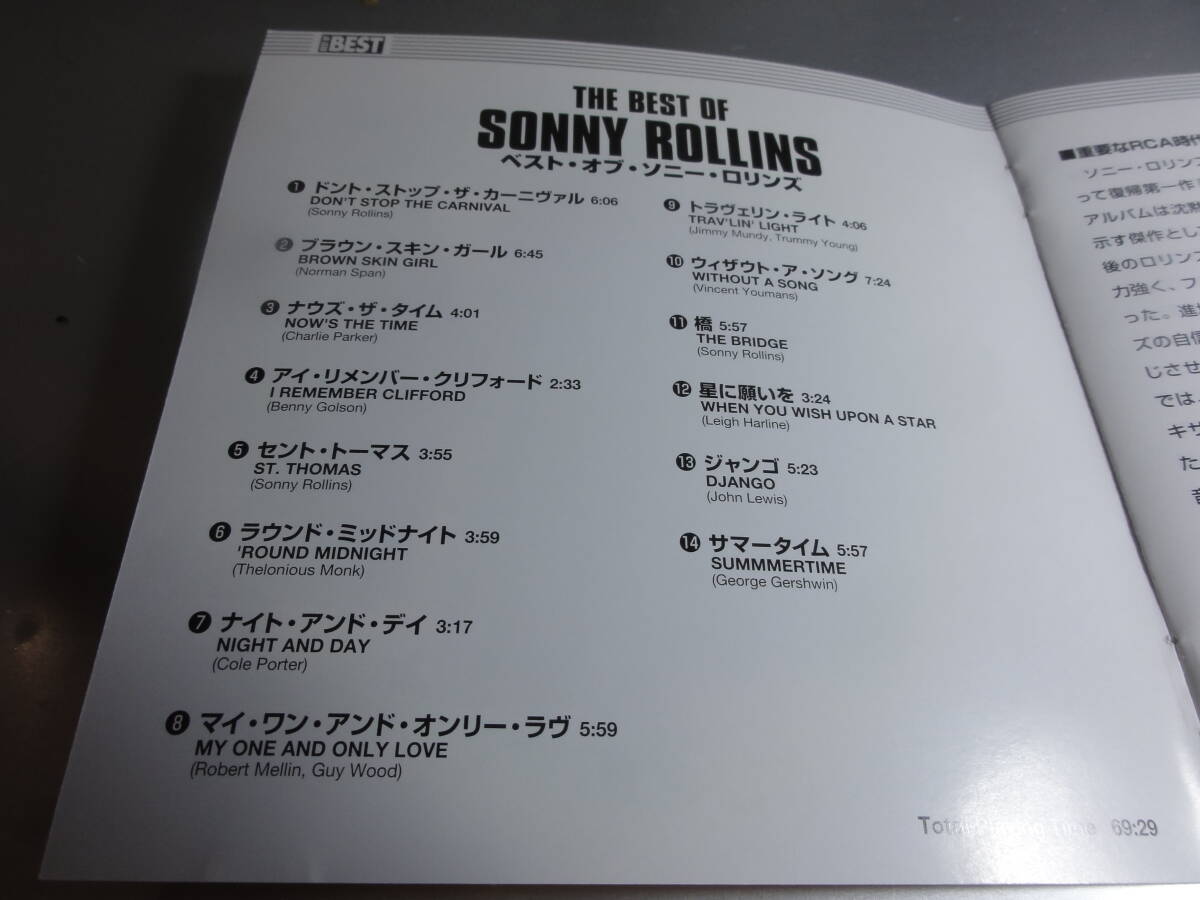 BEST
THE BEST OF
SONNY ROLLINS
ベスト・オブ・ソニー・ロリンズ
❶ ドント・ストップ・ザ・カーニヴァル 6:06
DON'T STOP THE CARNIVAL
(Sonny Rollins)
❷ ブラウン・スキン・ガール 6:45
BROWN SKIN GIRL
(Norman Span)
❸ ナウズ・ザ・タイム 4:01
NOW'S THE TIME
(Charlie Parker)
❹ アイ・リメンバー・クリフォード 2:33
I REMEMBER CLIFFORD
(Benny Golson)
❺ セント・トーマス 3:55
ST. THOMAS
(Sonny Rollins)
❻ ラウンド・ミッドナイト 3:59
'ROUND MIDNIGHT
(Thelonious Monk)
❼ ナイト・アンド・デイ 3:17
NIGHT AND DAY
(Cole Porter)
❽ マイ・ワン・アンド・オンリー・ラヴ 5:59
MY ONE AND ONLY LOVE
(Robert Mellin, Guy Wood)
❾ トラヴェリン・ライト 4:06
TRAV'LIN' LIGHT
(Jimmy Mundy, Trummy Young)
❿ ウィザウト・ア・ソング 7:24
WITHOUT A SONG
(Vincent Youmans)
⓫ 橋 5:57
THE BRIDGE
(Sonny Rollins)
⓬ 星に願いを 3:24
WHEN YOU WISH UPON A STAR
(Leigh Harline)
⓭ ジャンゴ 5:23
DJANGO
(John Lewis)
⓮ サマータイム 5:57
SUMMMERTIME
(George Gershwin)
Total Playing Time 69:29
■重要なRCA時代
ソニー・ロリンズ
って復帰第一作
アルバムは沈黙
示す傑作とし
後のロリンズ
力強く、フ
った。進
ズの自信
じさせ
では、
キサ
た